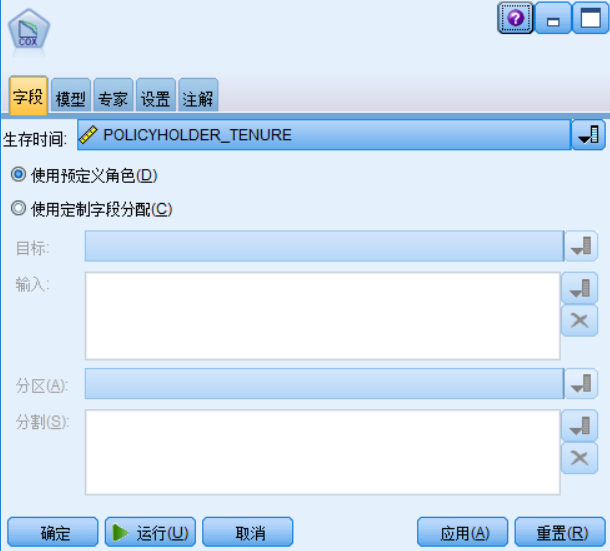 COX
?
字段 模型 专家 设置 注解
生存时间: POLICYHOLDER_TENURE
使用预定义角色(D)
使用定制字段分配(C)
目标:
输入:
分区(A):
分割(S):
确定 运行(U) 取消 应用(A) 重置(R)